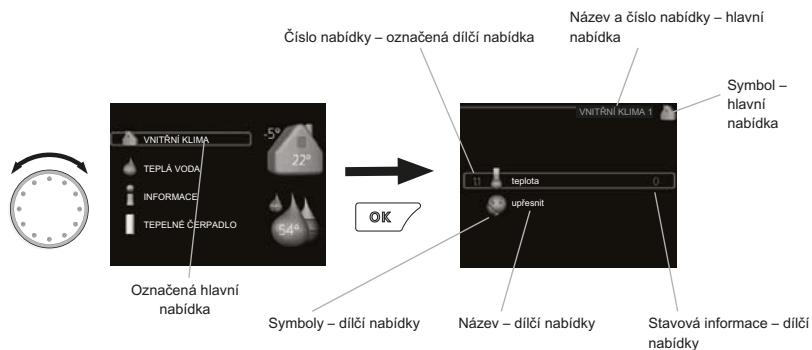 Název a číslo nabídky – hlavní
nabídka
Číslo nabídky – označená dílčí nabídka
Symbol –
hlavní
nabídka
VNITŘNÍ KLIMA
TEPLÁ VODA
INFORMACE
TEPELNÉ ČERPADLO
-5°
22°
54°
OK
VNITŘNÍ KLIMA 1
1.1 teplota 0
upřesnit
Označená hlavní
nabídka
Symboly – dílčí nabídky
Název – dílčí nabídky
Stavová informace – dílčí
nabídky